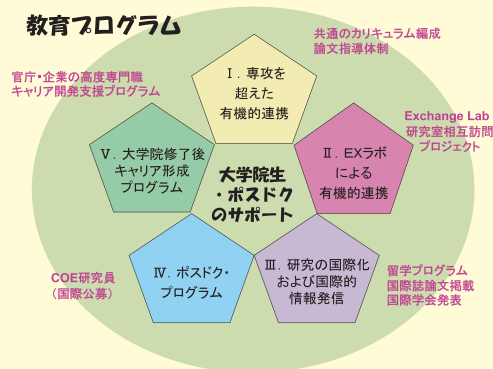 教育プログラム
共通のカリキュラム編成
論文指導体制
Ⅰ. 専攻を
超えた
有機的連携
官庁・企業の高度専門職
キャリア開発支援プログラム
Exchange Lab
研究室相互訪問
プロジェクト
Ⅱ. EXラボ
による
有機的連携
Ⅴ. 大学院修了後
キャリア形成
プログラム
大学院生
・ポスドク
のサポート
Ⅲ. 研究の国際化
および国際的
情報発信
留学プログラム
国際誌論文掲載
国際学会発表
Ⅳ. ポスドク・
プログラム
COE研究員
（国際公募）